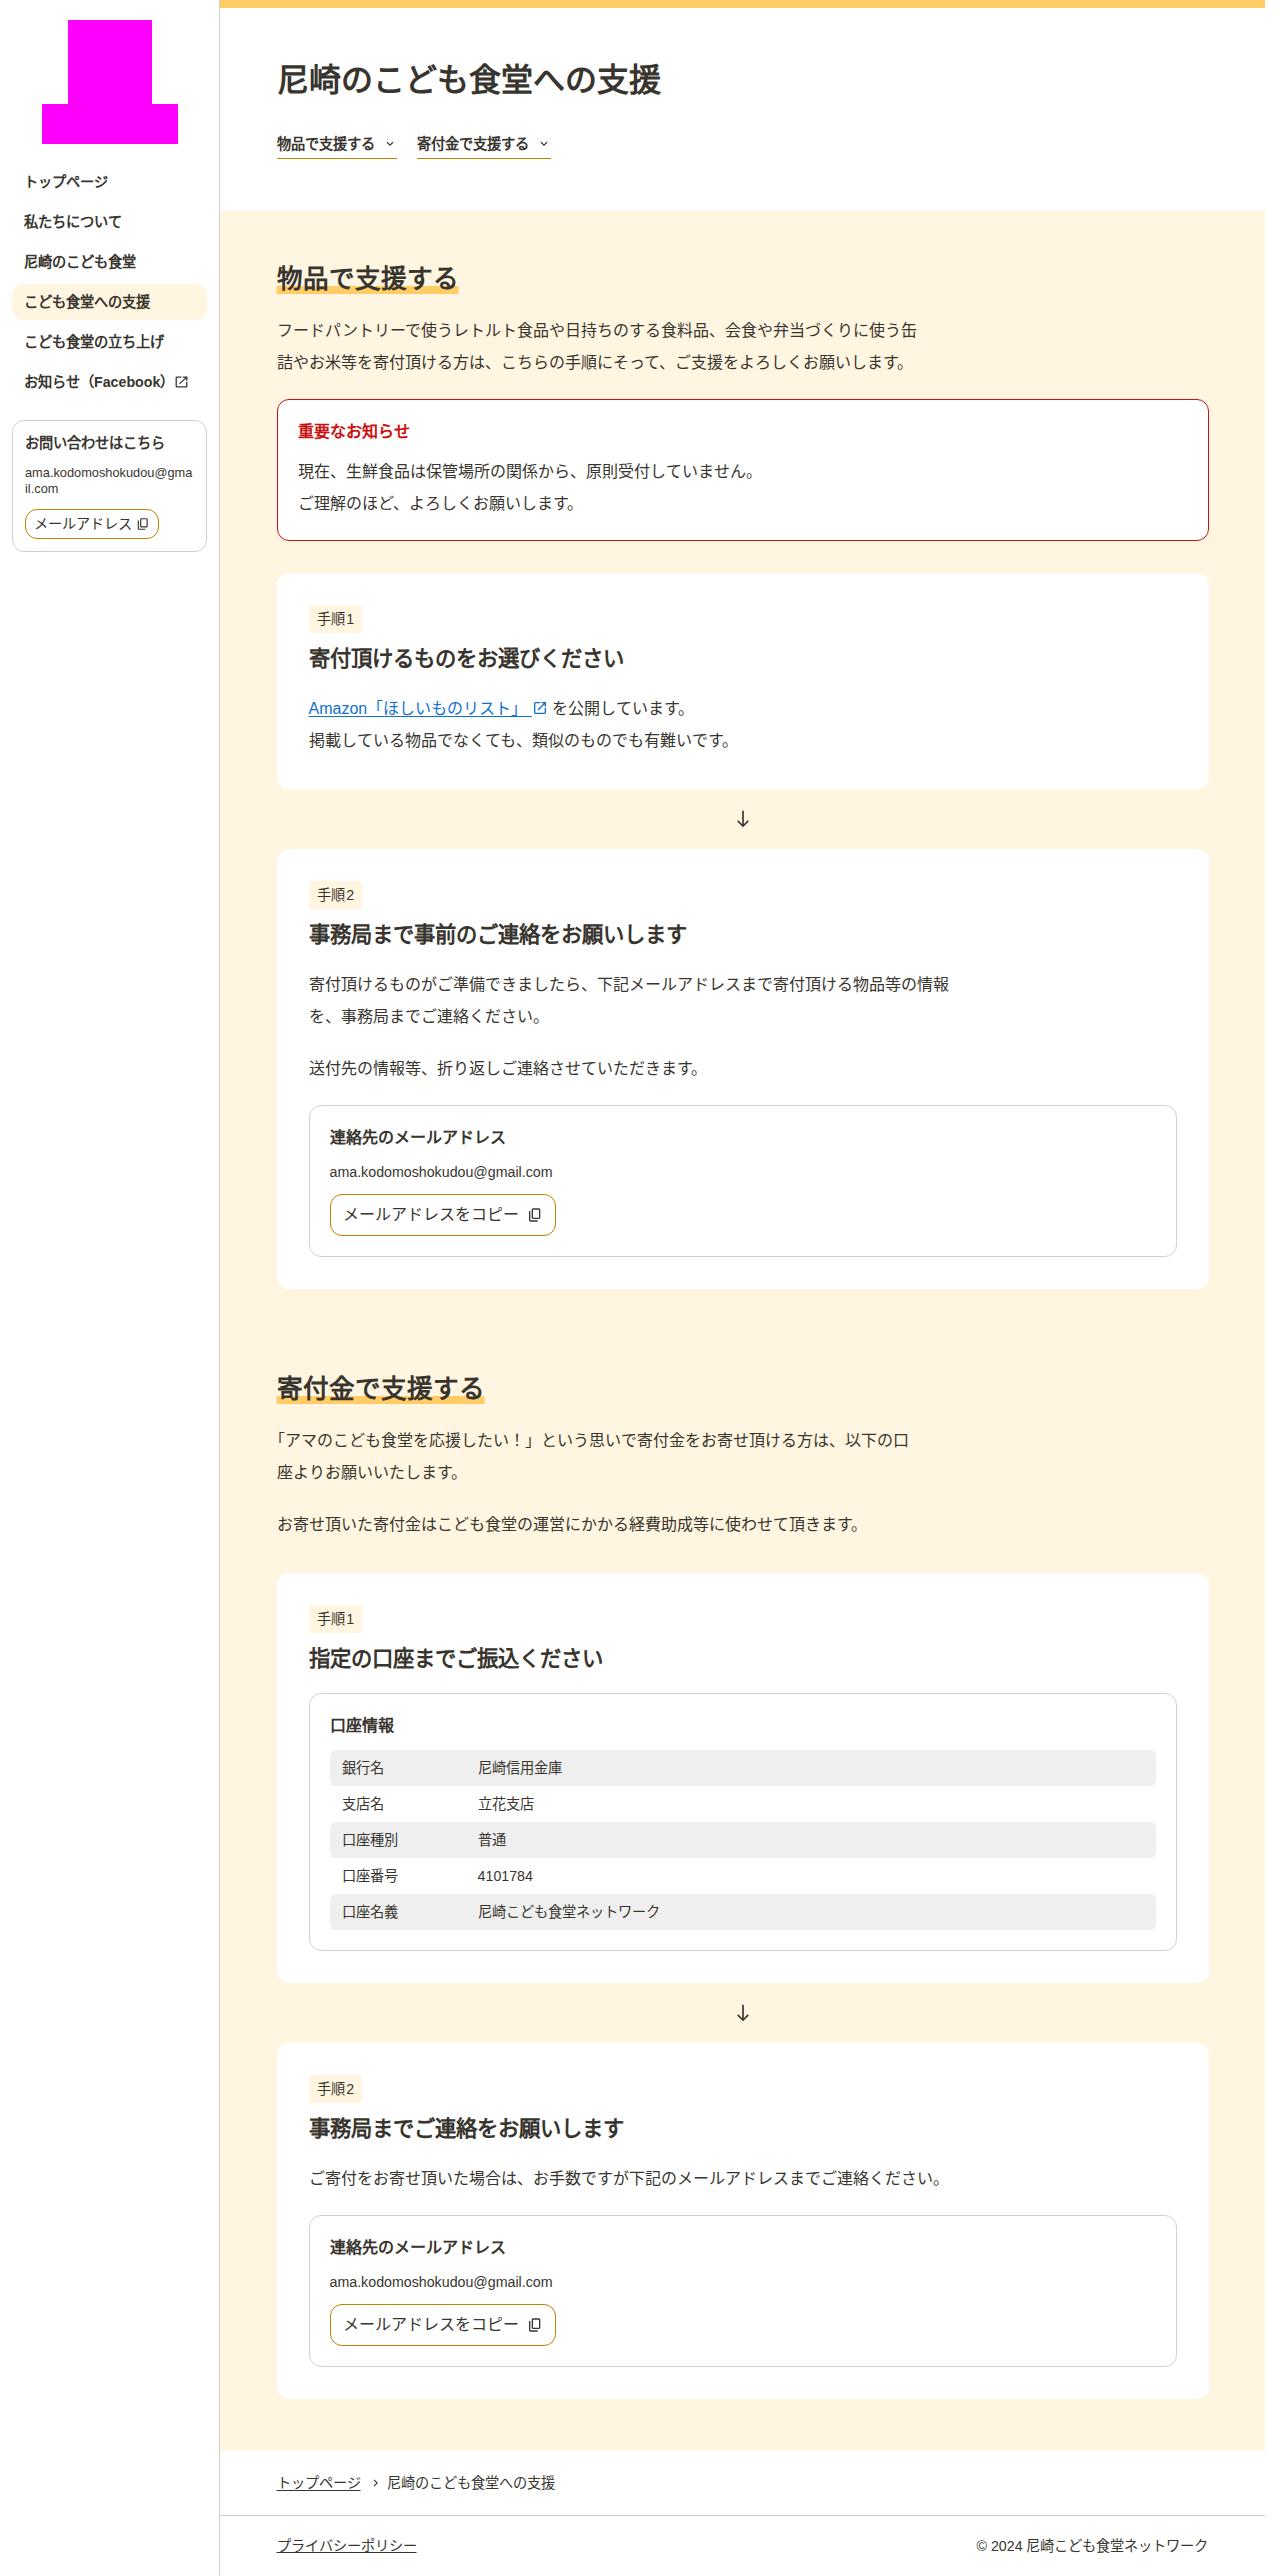 トップページ
私たちについて
尼崎のこども食堂
こども食堂への支援
こども食堂の立ち上げ
お知らせ（Facebook）
お問い合わせはこちら
ama.kodomoshokudou@gma
il.com
メールアドレス
尼崎のこども食堂への支援
物品で支援する 寄付金で支援する
物品で支援する
フードパントリーで使うレトルト食品や日持ちのする食料品、会食や弁当づくりに使う缶
詰やお米等を寄付頂ける方は、こちらの手順にそって、ご支援をよろしくお願いします。
重要なお知らせ
現在、生鮮食品は保管場所の関係から、原則受付していません。
ご理解のほど、よろしくお願いします。
手順1
寄付頂けるものをお選びください
Amazon「ほしいものリスト」 を公開しています。
掲載している物品でなくても、類似のものでも有難いです。
手順2
事務局まで事前のご連絡をお願いします
寄付頂けるものがご準備できましたら、下記メールアドレスまで寄付頂ける物品等の情報
を、事務局までご連絡ください。
送付先の情報等、折り返しご連絡させていただきます。
連絡先のメールアドレス
ama.kodomoshokudou@gmail.com
メールアドレスをコピー
寄付金で支援する
「アマのこども食堂を応援したい！」という思いで寄付金をお寄せ頂ける方は、以下の口
座よりお願いいたします。
お寄せ頂いた寄付金はこども食堂の運営にかかる経費助成等に使わせて頂きます。
手順1
指定の口座までご振込ください
口座情報
銀行名 尼崎信用金庫
支店名 立花支店
口座種別 普通
口座番号 4101784
口座名義 尼崎こども食堂ネットワーク
手順2
事務局までご連絡をお願いします
ご寄付をお寄せ頂いた場合は、お手数ですが下記のメールアドレスまでご連絡ください。
連絡先のメールアドレス
ama.kodomoshokudou@gmail.com
メールアドレスをコピー
トップページ 尼崎のこども食堂への支援
プライバシーポリシー © 2024 尼崎こども食堂ネットワーク